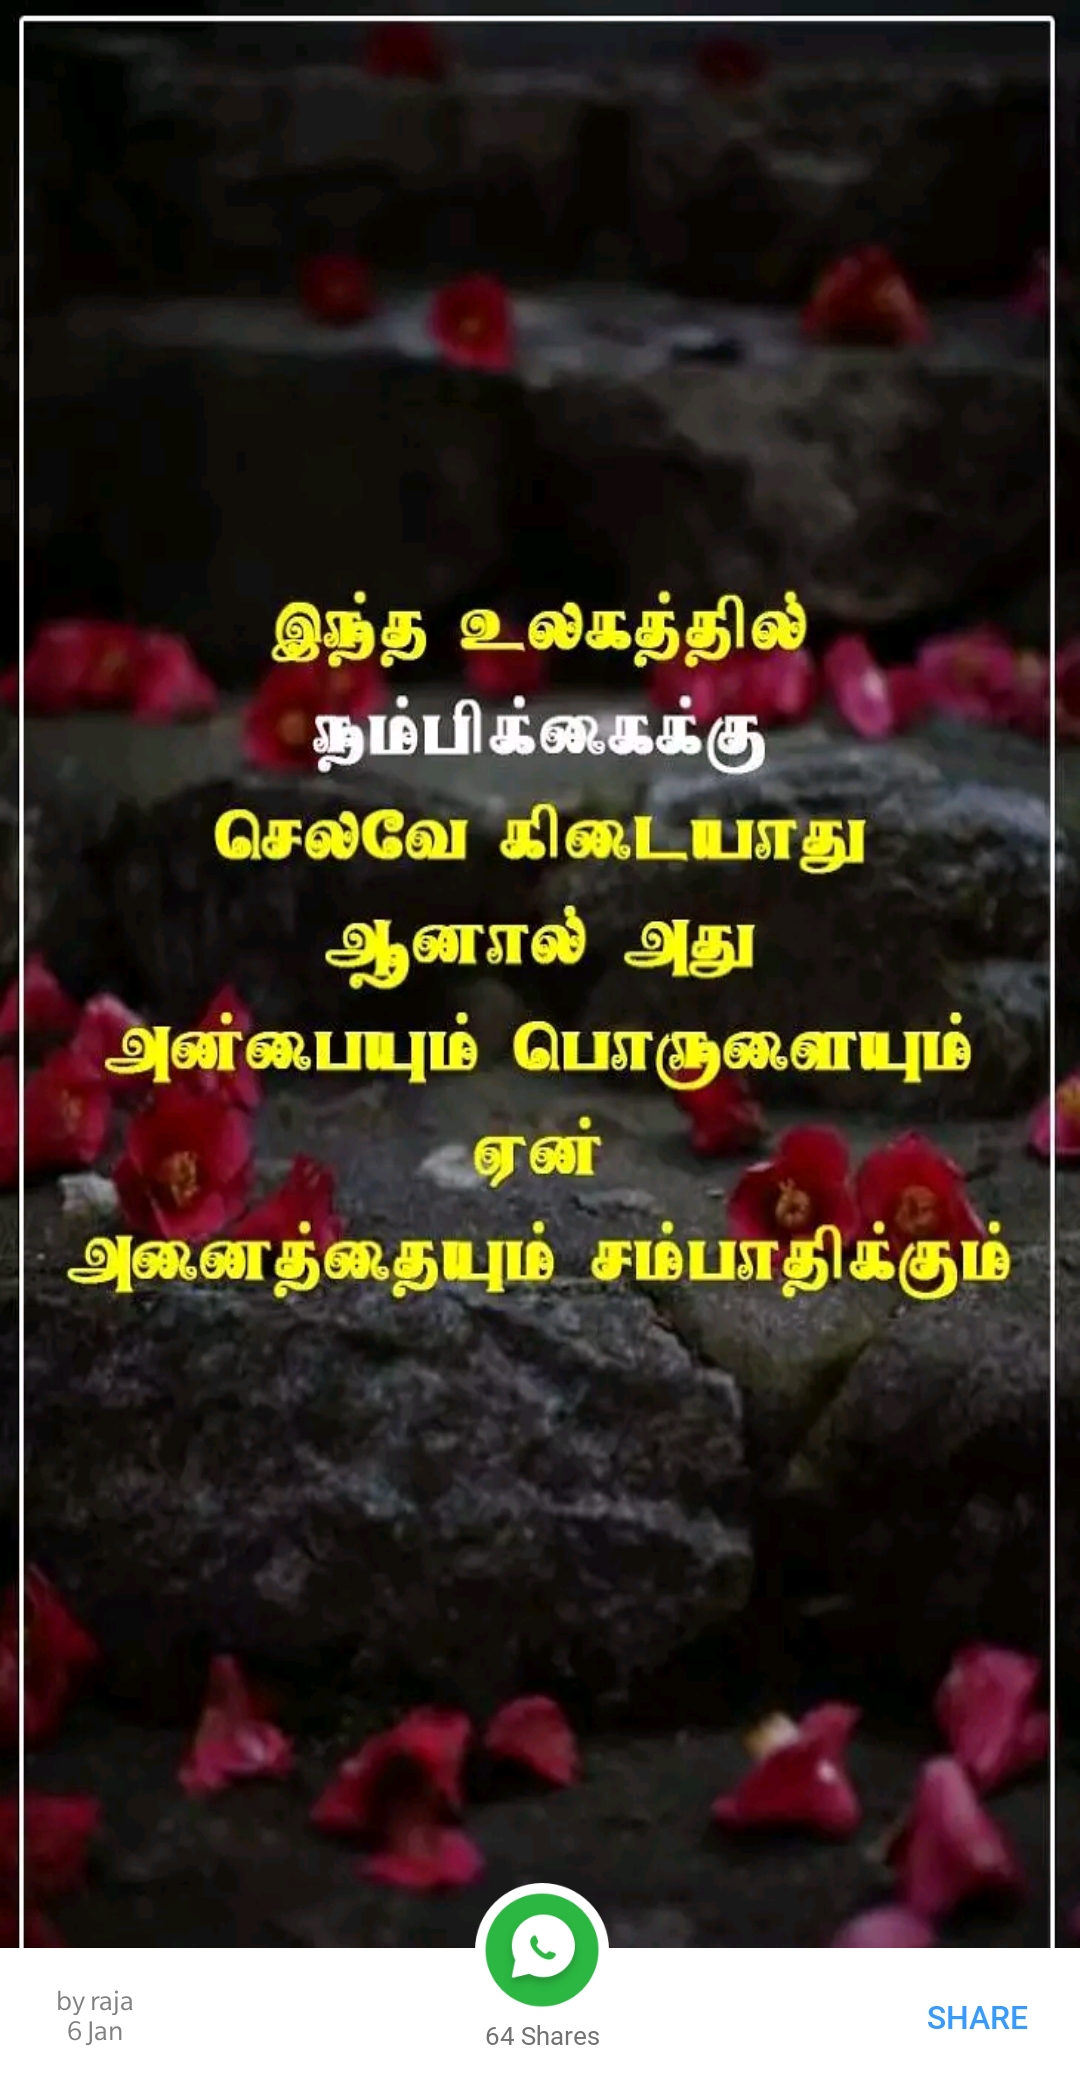 இந்த உலகத்தில்
நம்பிக்கைக்கு
செலவே கிடையாது
ஆனால் அது
அன்பையும் பொருளையும்
ஏன்
அனைத்தையும் சம்பாதிக்கும்
by raja
6 Jan
64 Shares
SHARE